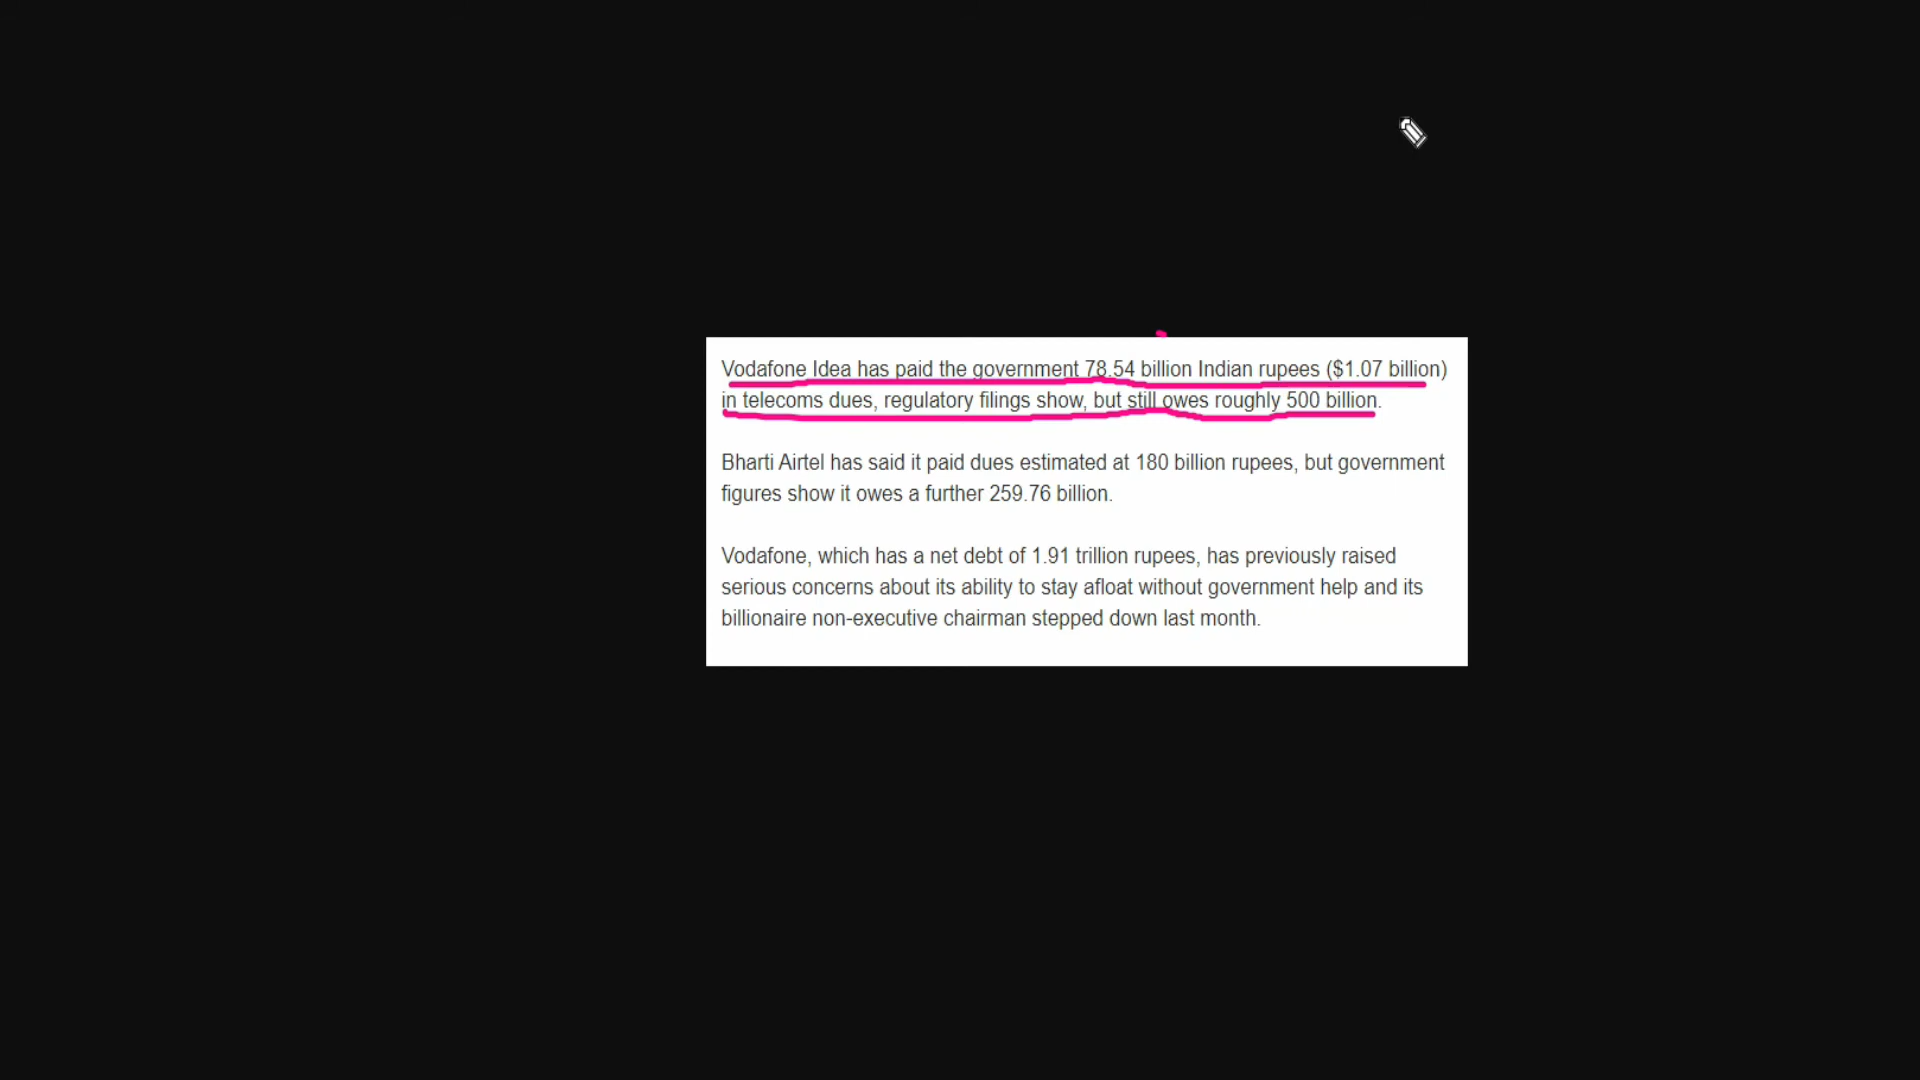 Vodafone Idea has paid the government 78.54 billion Indian rupees ($1.07 billion)
in telecoms dues, regulatory filings show, but still owes roughly 500 billion.
Bharti Airtel has said it paid dues estimated at 180 billion rupees, but government
figures show it owes a further 259.76 billion.
Vodafone, which has a net debt of 1.91 trillion rupees, has previously raised
serious concerns about its ability to stay afloat without government help and its
billionaire non-executive chairman stepped down last month.